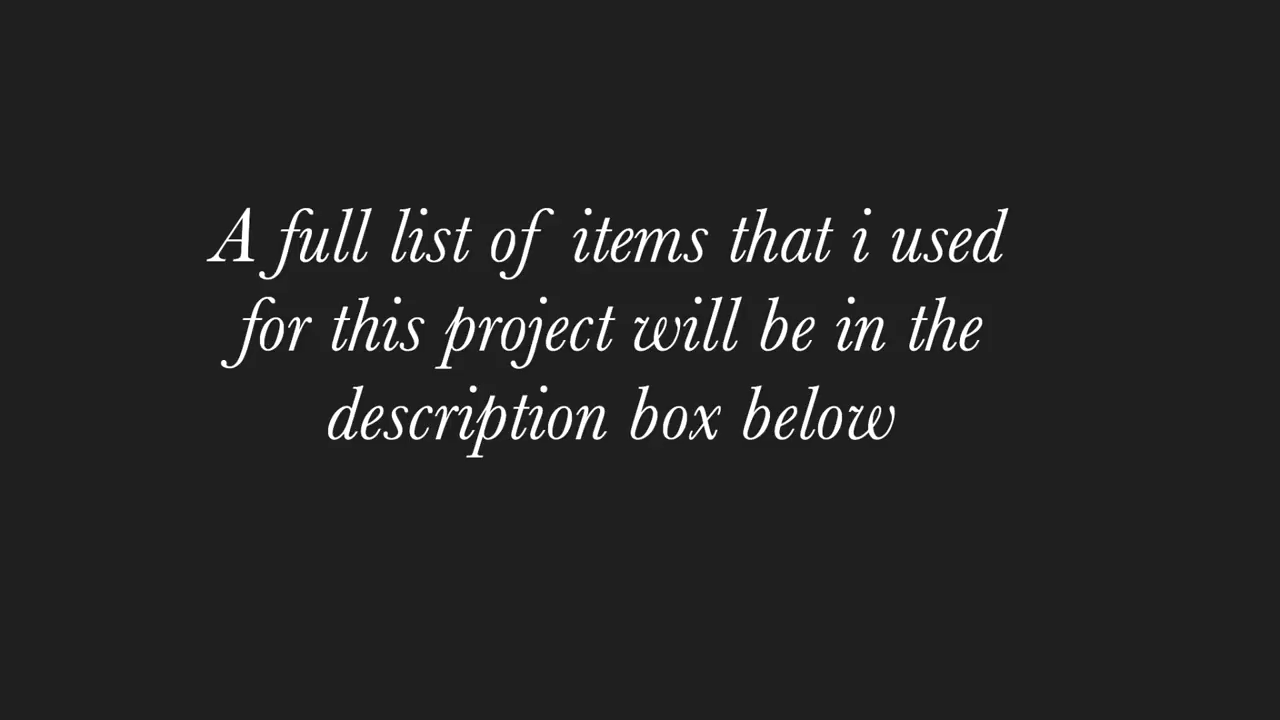 A full list of items that i used
for this project will be in the
description box below